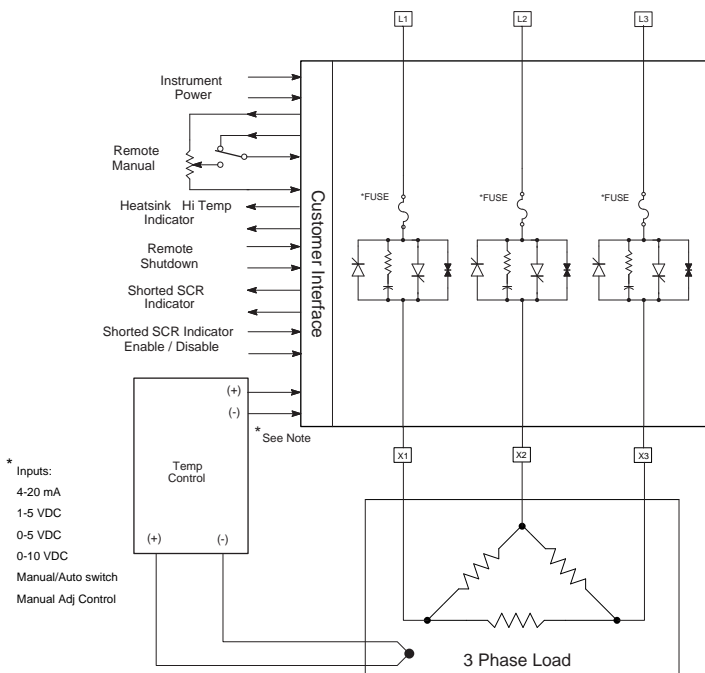 L1
L2
L3
Instrument
Power
Remote
Manual
Heatsink Hi Temp
Indicator
Remote
Shutdown
Shorted SCR
Indicator
Shorted SCR Indicator
Enable / Disable
Customer Interface
*FUSE
*FUSE
*FUSE
(+)
(-)
* See Note
Temp
Control
(+)
(-)
X1
X2
X3
* Inputs:
4-20 mA
1-5 VDC
0-5 VDC
0-10 VDC
Manual/Auto switch
Manual Adj Control
3 Phase Load